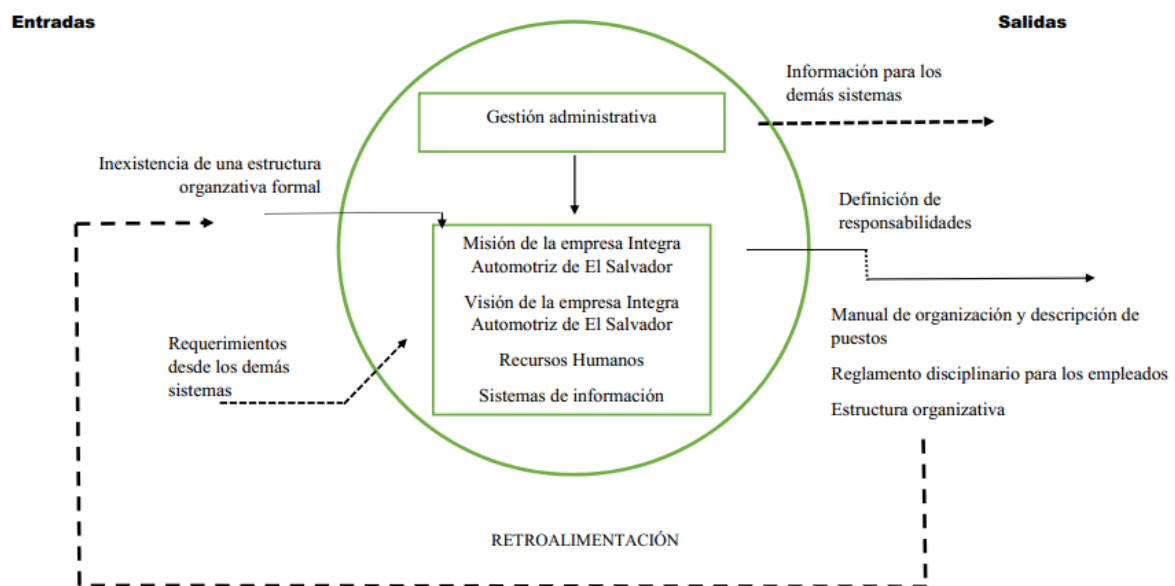 Entradas
Salidas
Información para los
demás sistemas
Gestión administrativa
Inexistencia de una estructura
organzativa formal
Definición de
responsabilidades
Misión de la empresa Integra
Automotriz de El Salvador
Visión de la empresa Integra
Automotriz de El Salvador
Recursos Humanos
Sistemas de información
Requerimientos
desde los demás
sistemas
Manual de organización y descripción de
puestos
Reglamento disciplinario para los empleados
Estructura organizativa
RETROALIMENTACIÓN